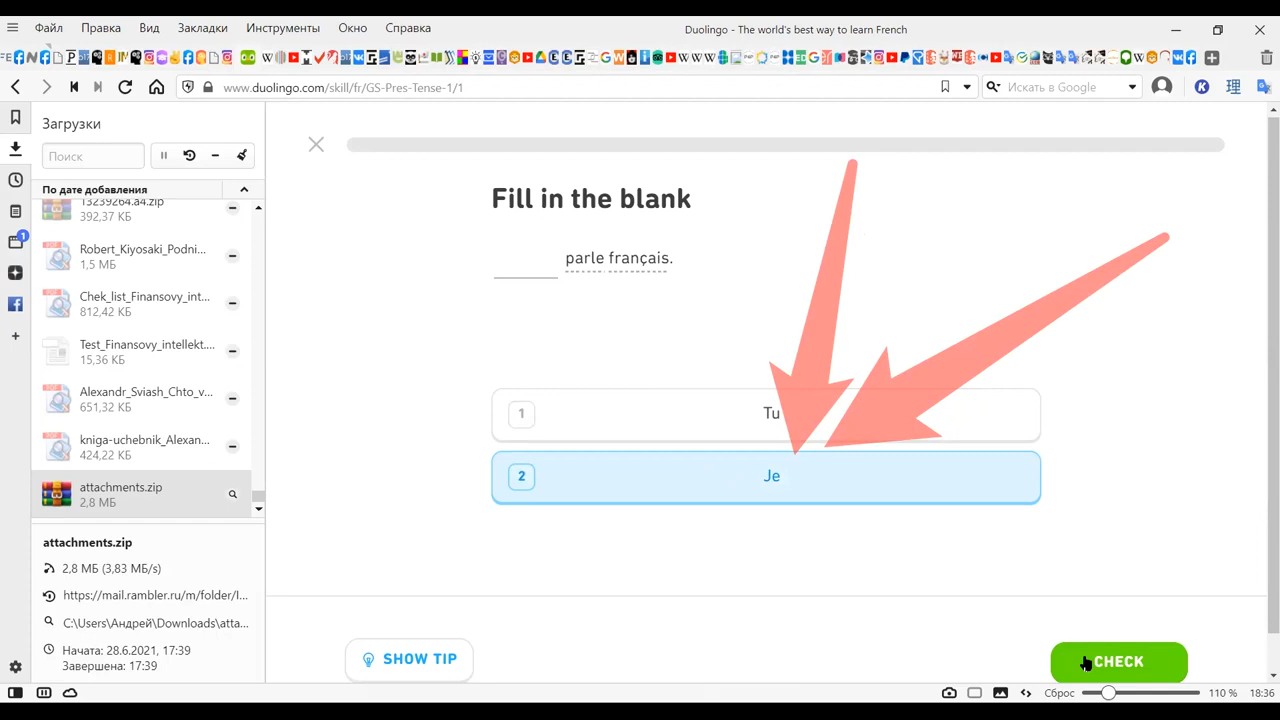 Файл Правка Вид Закладки Инструменты Окно Справка Duolingo - The world's best way to learn French
www.duolingo.com/skill/fr/GS-Pres-Tense-1/1 Искать в Google
Загрузки
Поиск
По дате добавления
13239264.a4.zip
392,37 КБ
Robert_Kiyosaki_Podni...
1,5 МБ
Chek_list_Finansovy_int...
812,42 КБ
Test_Finansovy_intellekt....
15,36 КБ
Alexandr_Sviash_Chto_v...
651,32 КБ
kniga-uchebnik_Alexan...
424,22 КБ
attachments.zip
2,8 МБ
attachments.zip
2,8 МБ (3,83 МБ/s)
https://mail.rambler.ru/m/folder/I...
C:\Users\Андрей\Downloads\atta...
Начата: 28.6.2021, 17:39
Завершена: 17:39
Fill in the blank
parle français.
1 Tu
2 Je
SHOW TIP
CHECK
Сброс 110 % 18:36